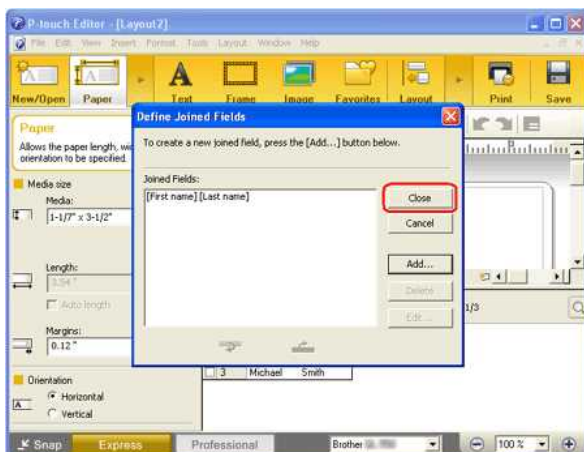 P-touch Editor - [Layout2]
File Edit View Insert Format Tools Layout Window Help
New/Open Paper Text Frame Image Favorites Layout Print Save
Paper
Allows the paper length, wi
orientation to be specified.
Media size
Media:
1-1/7" x 3-1/2"
Length:
3.54"
Auto length
Margins:
0.12"
Orientation
Horizontal
Vertical
Define Joined Fields
To create a new joined field, press the [Add...] button below.
Joined Fields:
[First name] [Last name]
Close
Cancel
Add...
Delete
Edit...
1/3
3 Michael Smith
Snap Express Professional Brother 100 %